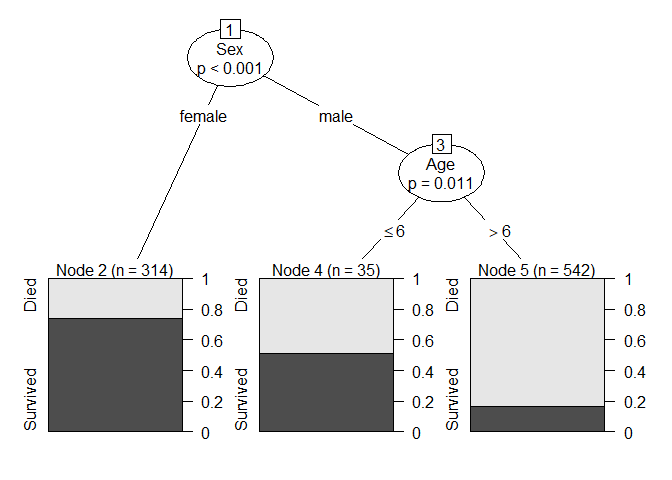 1
Sex
p < 0.001
female
male
3
Age
p = 0.011
≤ 6
> 6
Node 2 (n = 314)
Died
Survived
1
0.8
0.6
0.4
0.2
0
Node 4 (n = 35)
Died
Survived
1
0.8
0.6
0.4
0.2
0
Node 5 (n = 542)
Died
Survived
1
0.8
0.6
0.4
0.2
0